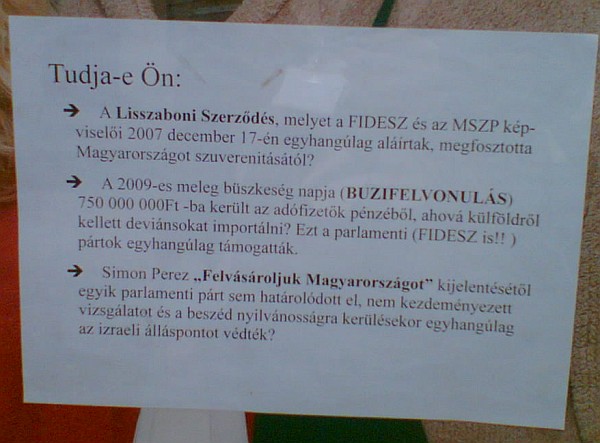 Tudja-e Ön:
➔ A Lisszaboni Szerződés, melyet a FIDESZ és az MSZP kép-
viselői 2007 december 17-én egyhangúlag aláírtak, megfosztotta
Magyarországot szuverenitásától?
➔ A 2009-es meleg büszkeség napja (BUZIFELVONULÁS)
750 000 000Ft -ba került az adófizetők pénzéből, ahová külföldről
kellett deviánsokat importálni? Ezt a parlamenti (FIDESZ is!! )
pártok egyhangúlag támogatták.
➔ Simon Perez „Felvásároljuk Magyarországot” kijelentésétől
egyik parlamenti párt sem határolódott el, nem kezdeményezett
vizsgálatot és a beszéd nyilvánosságra kerülésekor egyhangúlag
az izraeli álláspontot védték?